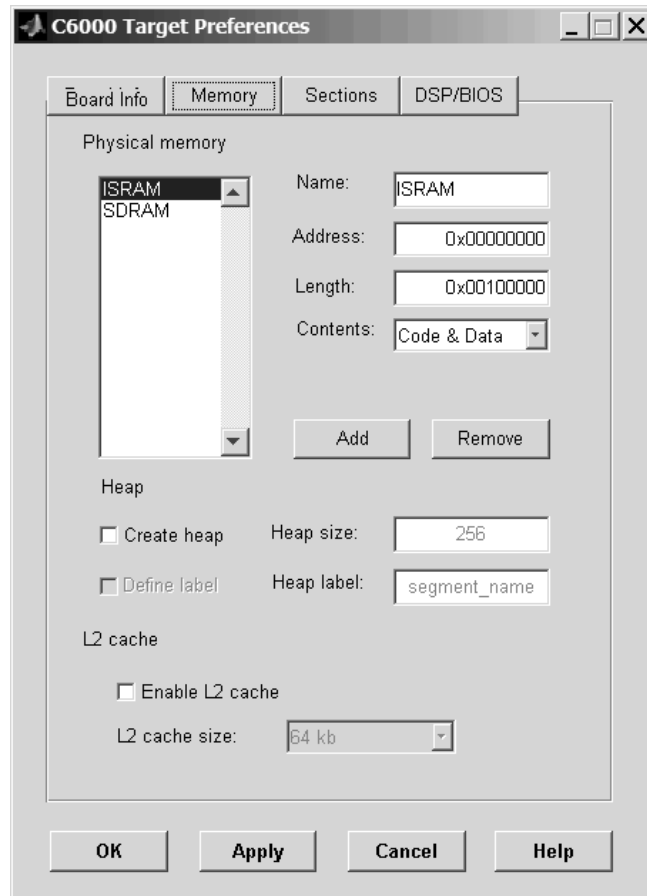 C6000 Target Preferences
Board Info Memory Sections DSP/BIOS
Physical memory
ISRAM
SDRAM
Name: ISRAM
Address: 0x00000000
Length: 0x00100000
Contents: Code & Data
Add Remove
Heap
Create heap Heap size: 256
Define label Heap label: segment_name
L2 cache
Enable L2 cache
L2 cache size: 64 kb
OK Apply Cancel Help